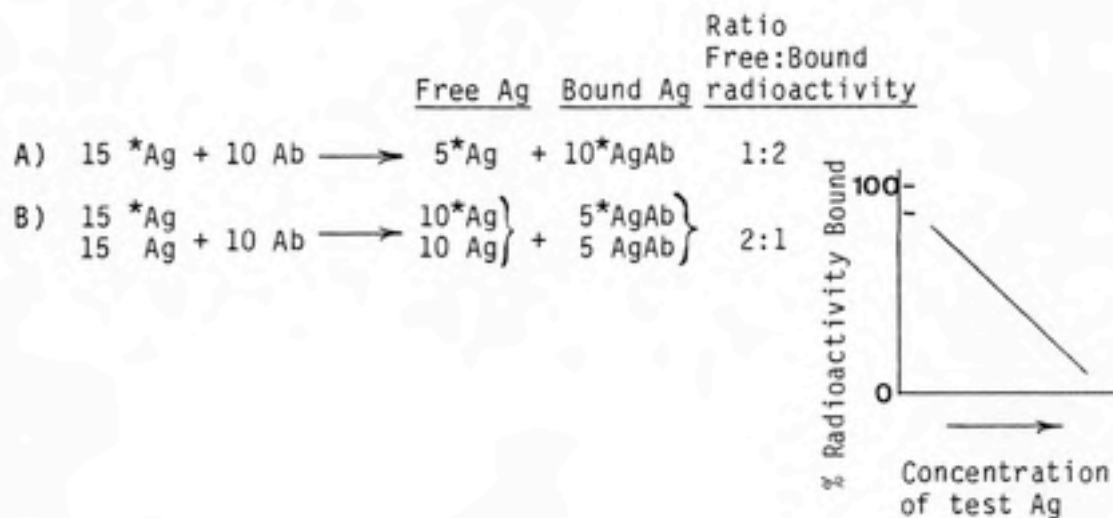 Ratio
Free:Bound
Free Ag Bound Ag radioactivity
A) 15 *Ag + 10 Ab ⟶ 5*Ag + 10*AgAb 1:2
B) 15 *Ag 10*Ag} 5*AgAb}
15 Ag + 10 Ab ⟶ 10 Ag} + 5 AgAb} 2:1
% Radioactivity Bound
100
0
⟶
Concentration
of test Ag